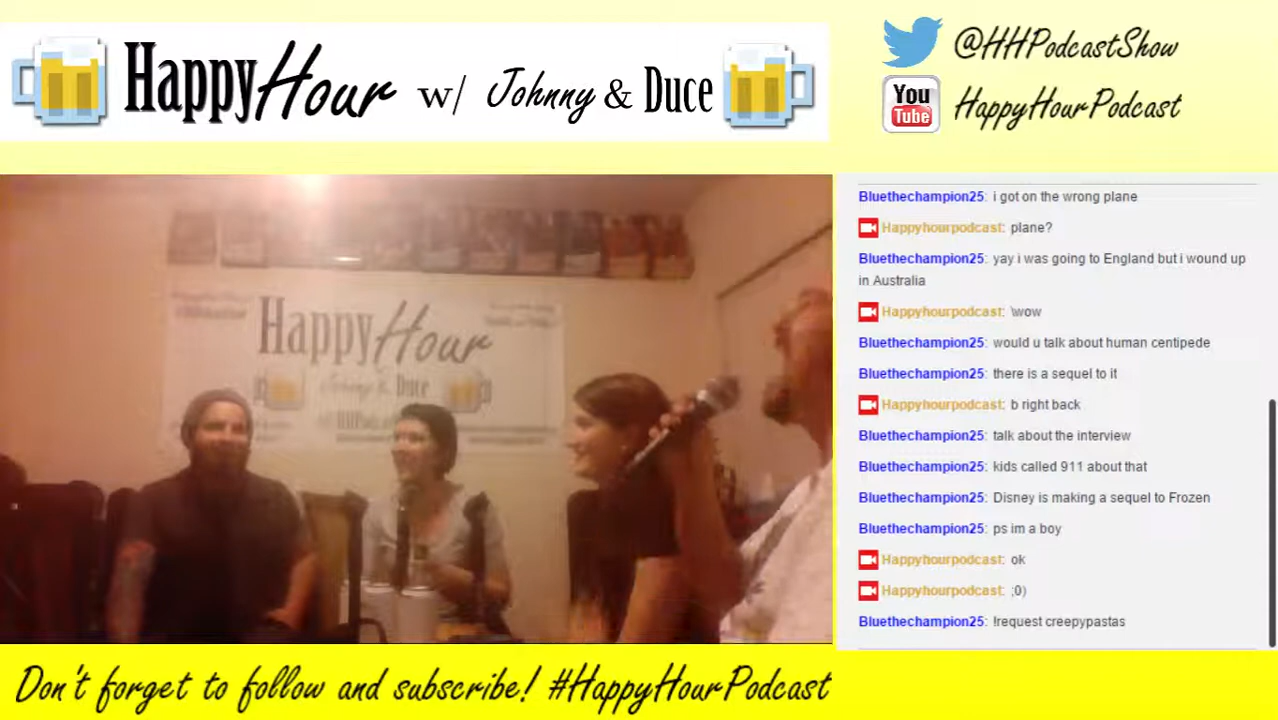 HappyHour w/ Johnny & Duce
@HHPodcastShow
You
Tube
HappyHourPodcast
HappyHour
Johnny & Duce
Bluethechampion25: i got on the wrong plane
Happyhourpodcast: plane?
Bluethechampion25: yay i was going to England but i wound up
in Australia
Happyhourpodcast: \wow
Bluethechampion25: would u talk about human centipede
Bluethechampion25: there is a sequel to it
Happyhourpodcast: b right back
Bluethechampion25: talk about the interview
Bluethechampion25: kids called 911 about that
Bluethechampion25: Disney is making a sequel to Frozen
Bluethechampion25: ps im a boy
Happyhourpodcast: ok
Happyhourpodcast: ;0)
Bluethechampion25: !request creepypastas
Don't forget to follow and subscribe! #HappyHourPodcast